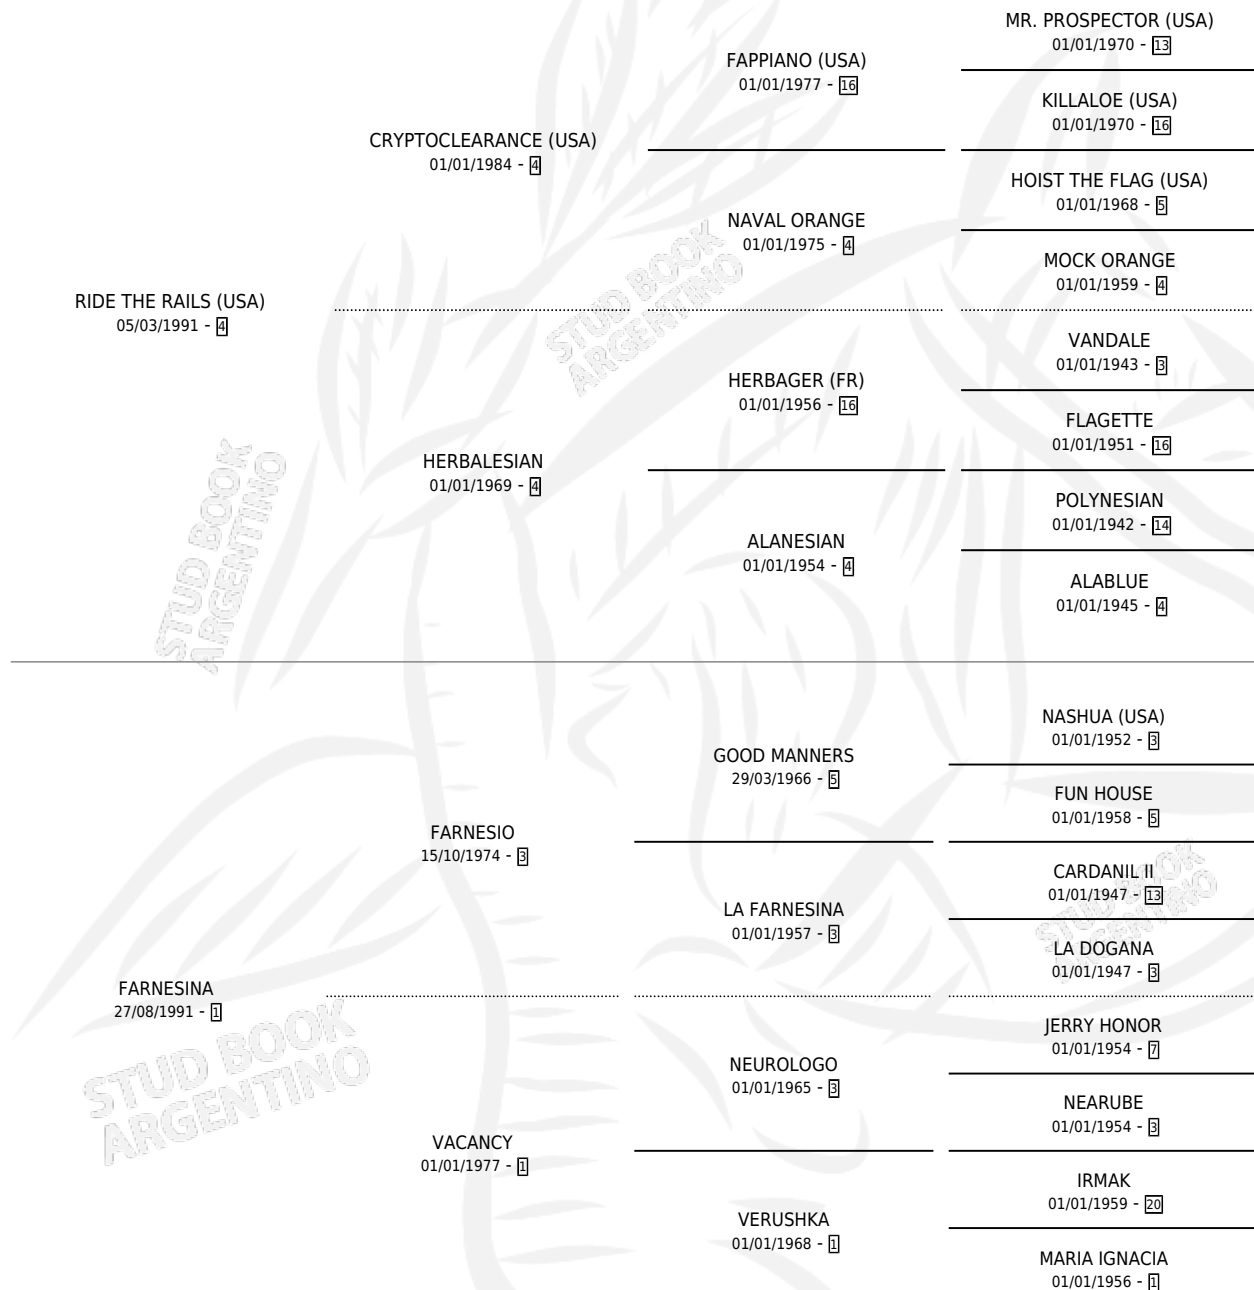 MR. PROSPECTOR (USA)
01/01/1970 - 13
FAPPIANO (USA)
01/01/1977 - 16
KILLALOE (USA)
01/01/1970 - 16
CRYPTOCLEARANCE (USA)
01/01/1984 - 4
HOIST THE FLAG (USA)
01/01/1968 - 5
NAVAL ORANGE
01/01/1975 - 4
MOCK ORANGE
01/01/1959 - 4
RIDE THE RAILS (USA)
05/03/1991 - 4
VANDALE
01/01/1943 - 3
HERBAGER (FR)
01/01/1956 - 16
FLAGETTE
01/01/1951 - 16
HERBALESIAN
01/01/1969 - 4
POLYNESIAN
01/01/1942 - 14
ALANESIAN
01/01/1954 - 4
ALABLUE
01/01/1945 - 4
STUD BOOK
ARGENTINO
STUD BOOK
ARGENTINO
NASHUA (USA)
01/01/1952 - 3
GOOD MANNERS
29/03/1966 - 5
FUN HOUSE
01/01/1958 - 5
FARNESIO
15/10/1974 - 3
CARDANIL II
01/01/1947 - 13
LA FARNESINA
01/01/1957 - 3
LA DOGANA
01/01/1947 - 3
FARNESINA
27/08/1991 - 1
JERRY HONOR
01/01/1954 - 7
NEUROLOGO
01/01/1965 - 3
NEARUBE
01/01/1954 - 3
VACANCY
01/01/1977 - 1
IRMAK
01/01/1959 - 20
VERUSHKA
01/01/1968 - 1
MARIA IGNACIA
01/01/1956 - 1
STUD BOOK
ARGENTINO
STUD BOOK
ARGENTINO